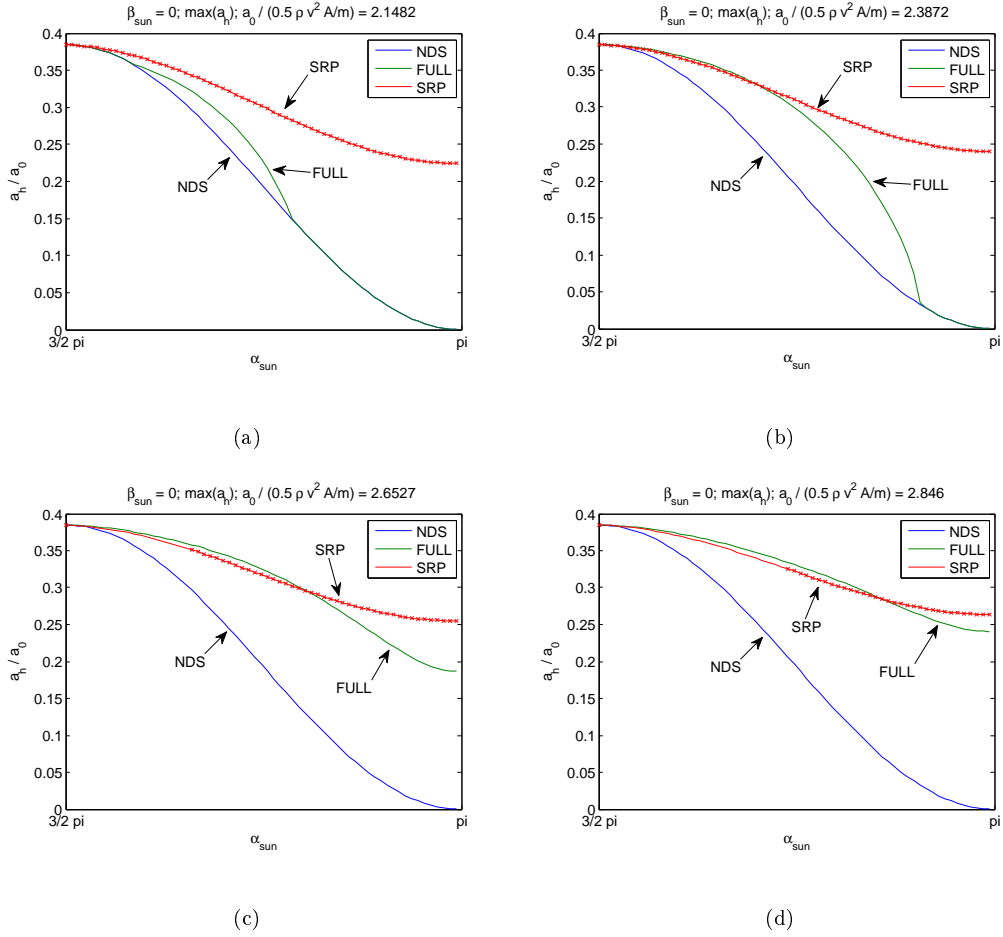 β_sun = 0; max(a_h); a_0 / (0.5 ρ v² A/m) = 2.1482
0.4
0.35
0.3
0.25
0.2
0.15
0.1
0.05
0
a_h / a_0
3/2 pi
pi
α_sun
NDS
FULL
SRP
SRP
FULL
NDS
(a)
β_sun = 0; max(a_h); a_0 / (0.5 ρ v² A/m) = 2.3872
0.4
0.35
0.3
0.25
0.2
0.15
0.1
0.05
0
a_h / a_0
3/2 pi
pi
α_sun
NDS
FULL
SRP
SRP
NDS
FULL
(b)
β_sun = 0; max(a_h); a_0 / (0.5 ρ v² A/m) = 2.6527
0.4
0.35
0.3
0.25
0.2
0.15
0.1
0.05
0
a_h / a_0
3/2 pi
pi
α_sun
NDS
FULL
SRP
SRP
NDS
FULL
(c)
β_sun = 0; max(a_h); a_0 / (0.5 ρ v² A/m) = 2.846
0.4
0.35
0.3
0.25
0.2
0.15
0.1
0.05
0
a_h / a_0
3/2 pi
pi
α_sun
NDS
FULL
SRP
SRP
NDS
FULL
(d)